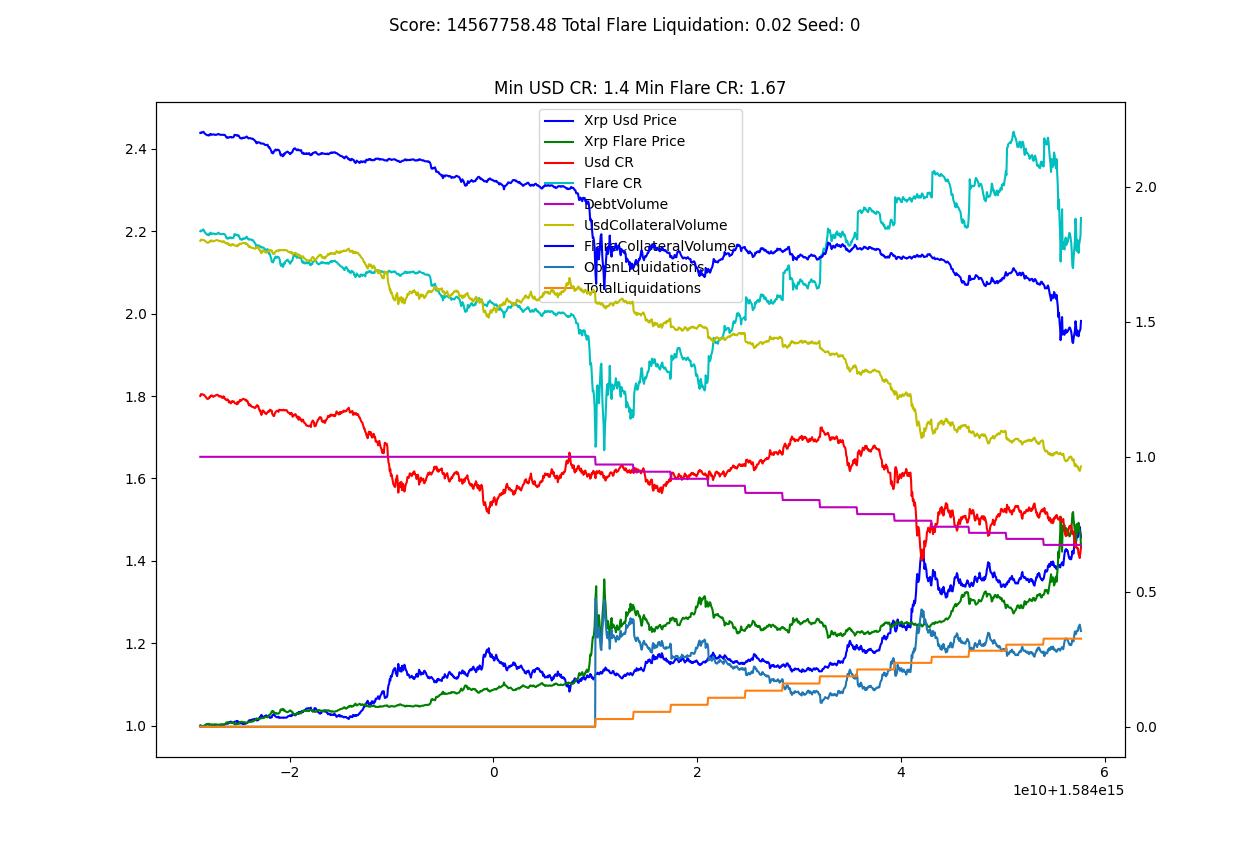 Score: 14567758.48 Total Flare Liquidation: 0.02 Seed: 0
Min USD CR: 1.4 Min Flare CR: 1.67
Xrp Usd Price
Xrp Flare Price
Usd CR
Flare CR
DebtVolume
UsdCollateralVolume
FlareCollateralVolume
OpenLiquidations
TotalLiquidations
2.4
2.2
2.0
1.8
1.6
1.4
1.2
1.0
2.0
1.5
1.0
0.5
0.0
−2 0 2 4 6
1e10+1.584e15